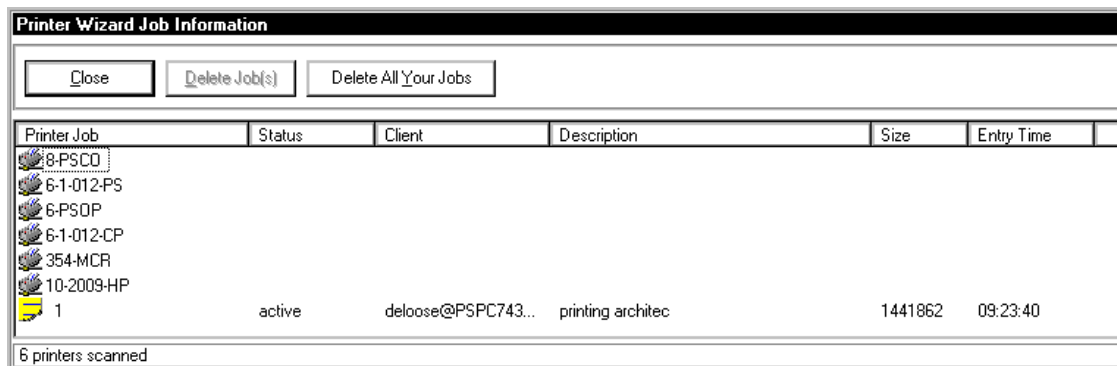 Printer Wizard Job Information
Close Delete Job(s) Delete All Your Jobs
Printer Job Status Client Description Size Entry Time
8-PSCO
6-1-012-PS
6-PSOP
6-1-012-CP
354-MCR
10-2009-HP
1 active deloose@PSPC743... printing architec 1441862 09:23:40
6 printers scanned